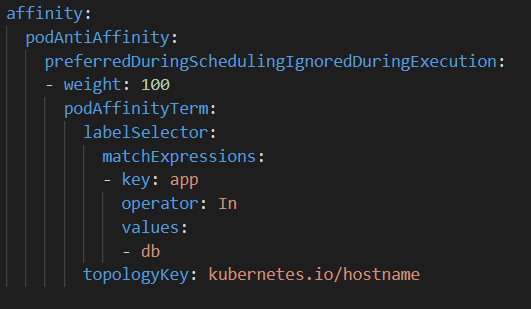 affinity:
  podAntiAffinity:
    preferredDuringSchedulingIgnoredDuringExecution:
    - weight: 100
      podAffinityTerm:
        labelSelector:
          matchExpressions:
          - key: app
            operator: In
            values:
            - db
        topologyKey: kubernetes.io/hostname